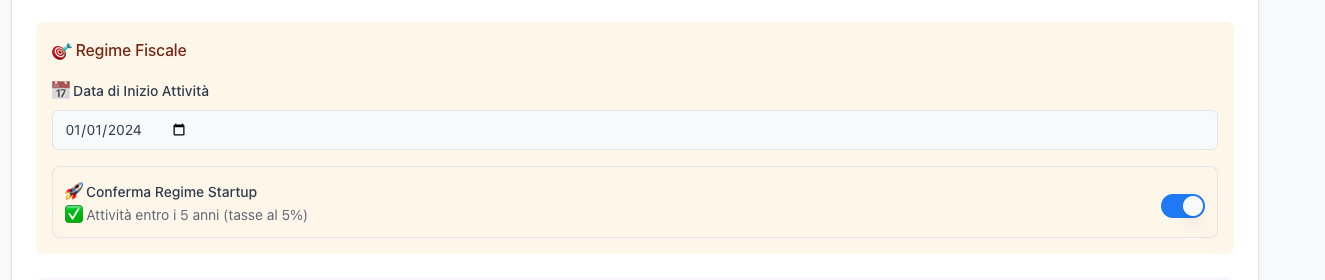 🎯 Regime Fiscale
📅 Data di Inizio Attività
01/01/2024
🚀 Conferma Regime Startup
✅ Attività entro i 5 anni (tasse al 5%)